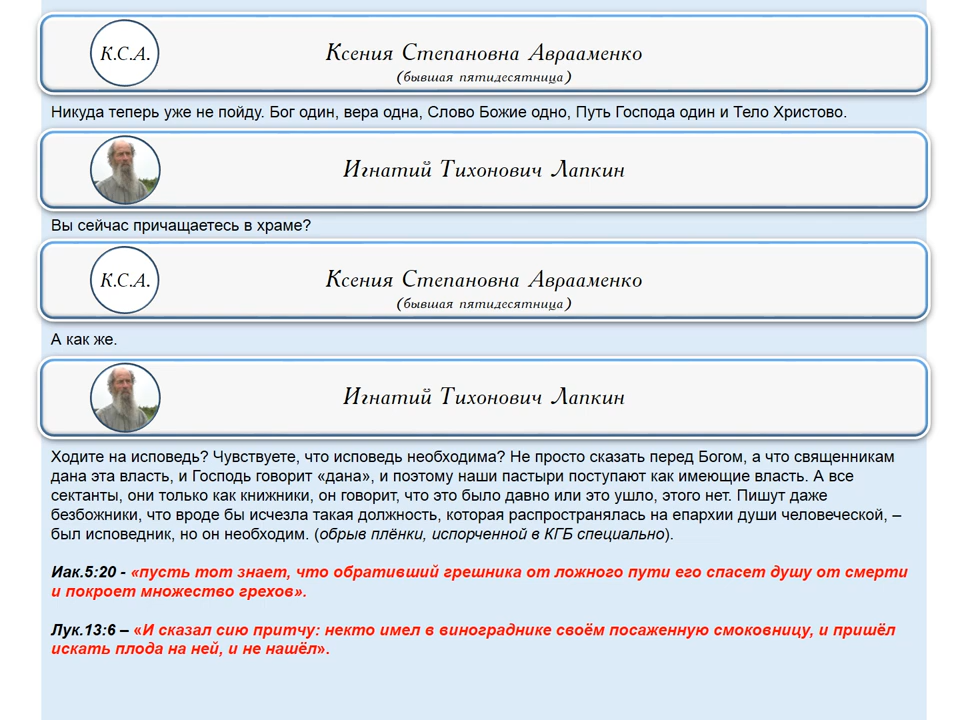 К.С.А.
Ксения Степановна Аврааменко
(бывшая пятидесятница)
Никуда теперь уже не пойду. Бог один, вера одна, Слово Божие одно, Путь Господа один и Тело Христово.
Игнатий Тихонович Лапкин
Вы сейчас причащаетесь в храме?
К.С.А.
Ксения Степановна Аврааменко
(бывшая пятидесятница)
А как же.
Игнатий Тихонович Лапкин
Ходите на исповедь? Чувствуете, что исповедь необходима? Не просто сказать перед Богом, а что священникам
дана эта власть, и Господь говорит «дана», и поэтому наши пастыри поступают как имеющие власть. А все
сектанты, они только как книжники, он говорит, что это было давно или это ушло, этого нет. Пишут даже
безбожники, что вроде бы исчезла такая должность, которая распространялась на епархии души человеческой, –
был исповедник, но он необходим. (обрыв плёнки, испорченной в КГБ специально).
Иак.5:20 - «пусть тот знает, что обративший грешника от ложного пути его спасет душу от смерти
и покроет множество грехов».
Лук.13:6 – «И сказал сию притчу: некто имел в винограднике своём посаженную смоковницу, и пришёл
искать плода на ней, и не нашёл».